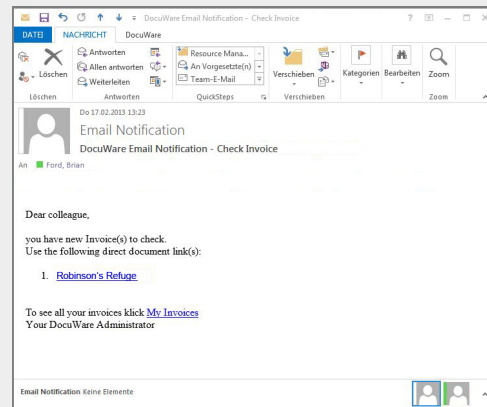 DocuWare Email Notification - Check Invoice
DATEI NACHRICHT DocuWare
Löschen
Löschen
Antworten
Allen antworten
Weiterleiten
Antworten
Resource Mana...
An Vorgesetzte(n)
Team-E-Mail
QuickSteps
Verschieben
Verschieben
Kategorien
Bearbeiten
Zoom
Zoom
Do 17.02.2013 13:23
Email Notification
DocuWare Email Notification - Check Invoice
An Ford, Brian
Dear colleague,
you have new Invoice(s) to check.
Use the following direct document link(s):
1. Robinson's Refuge
To see all your invoices klick My Invoices
Your DocuWare Administrator
Email Notification Keine Elemente